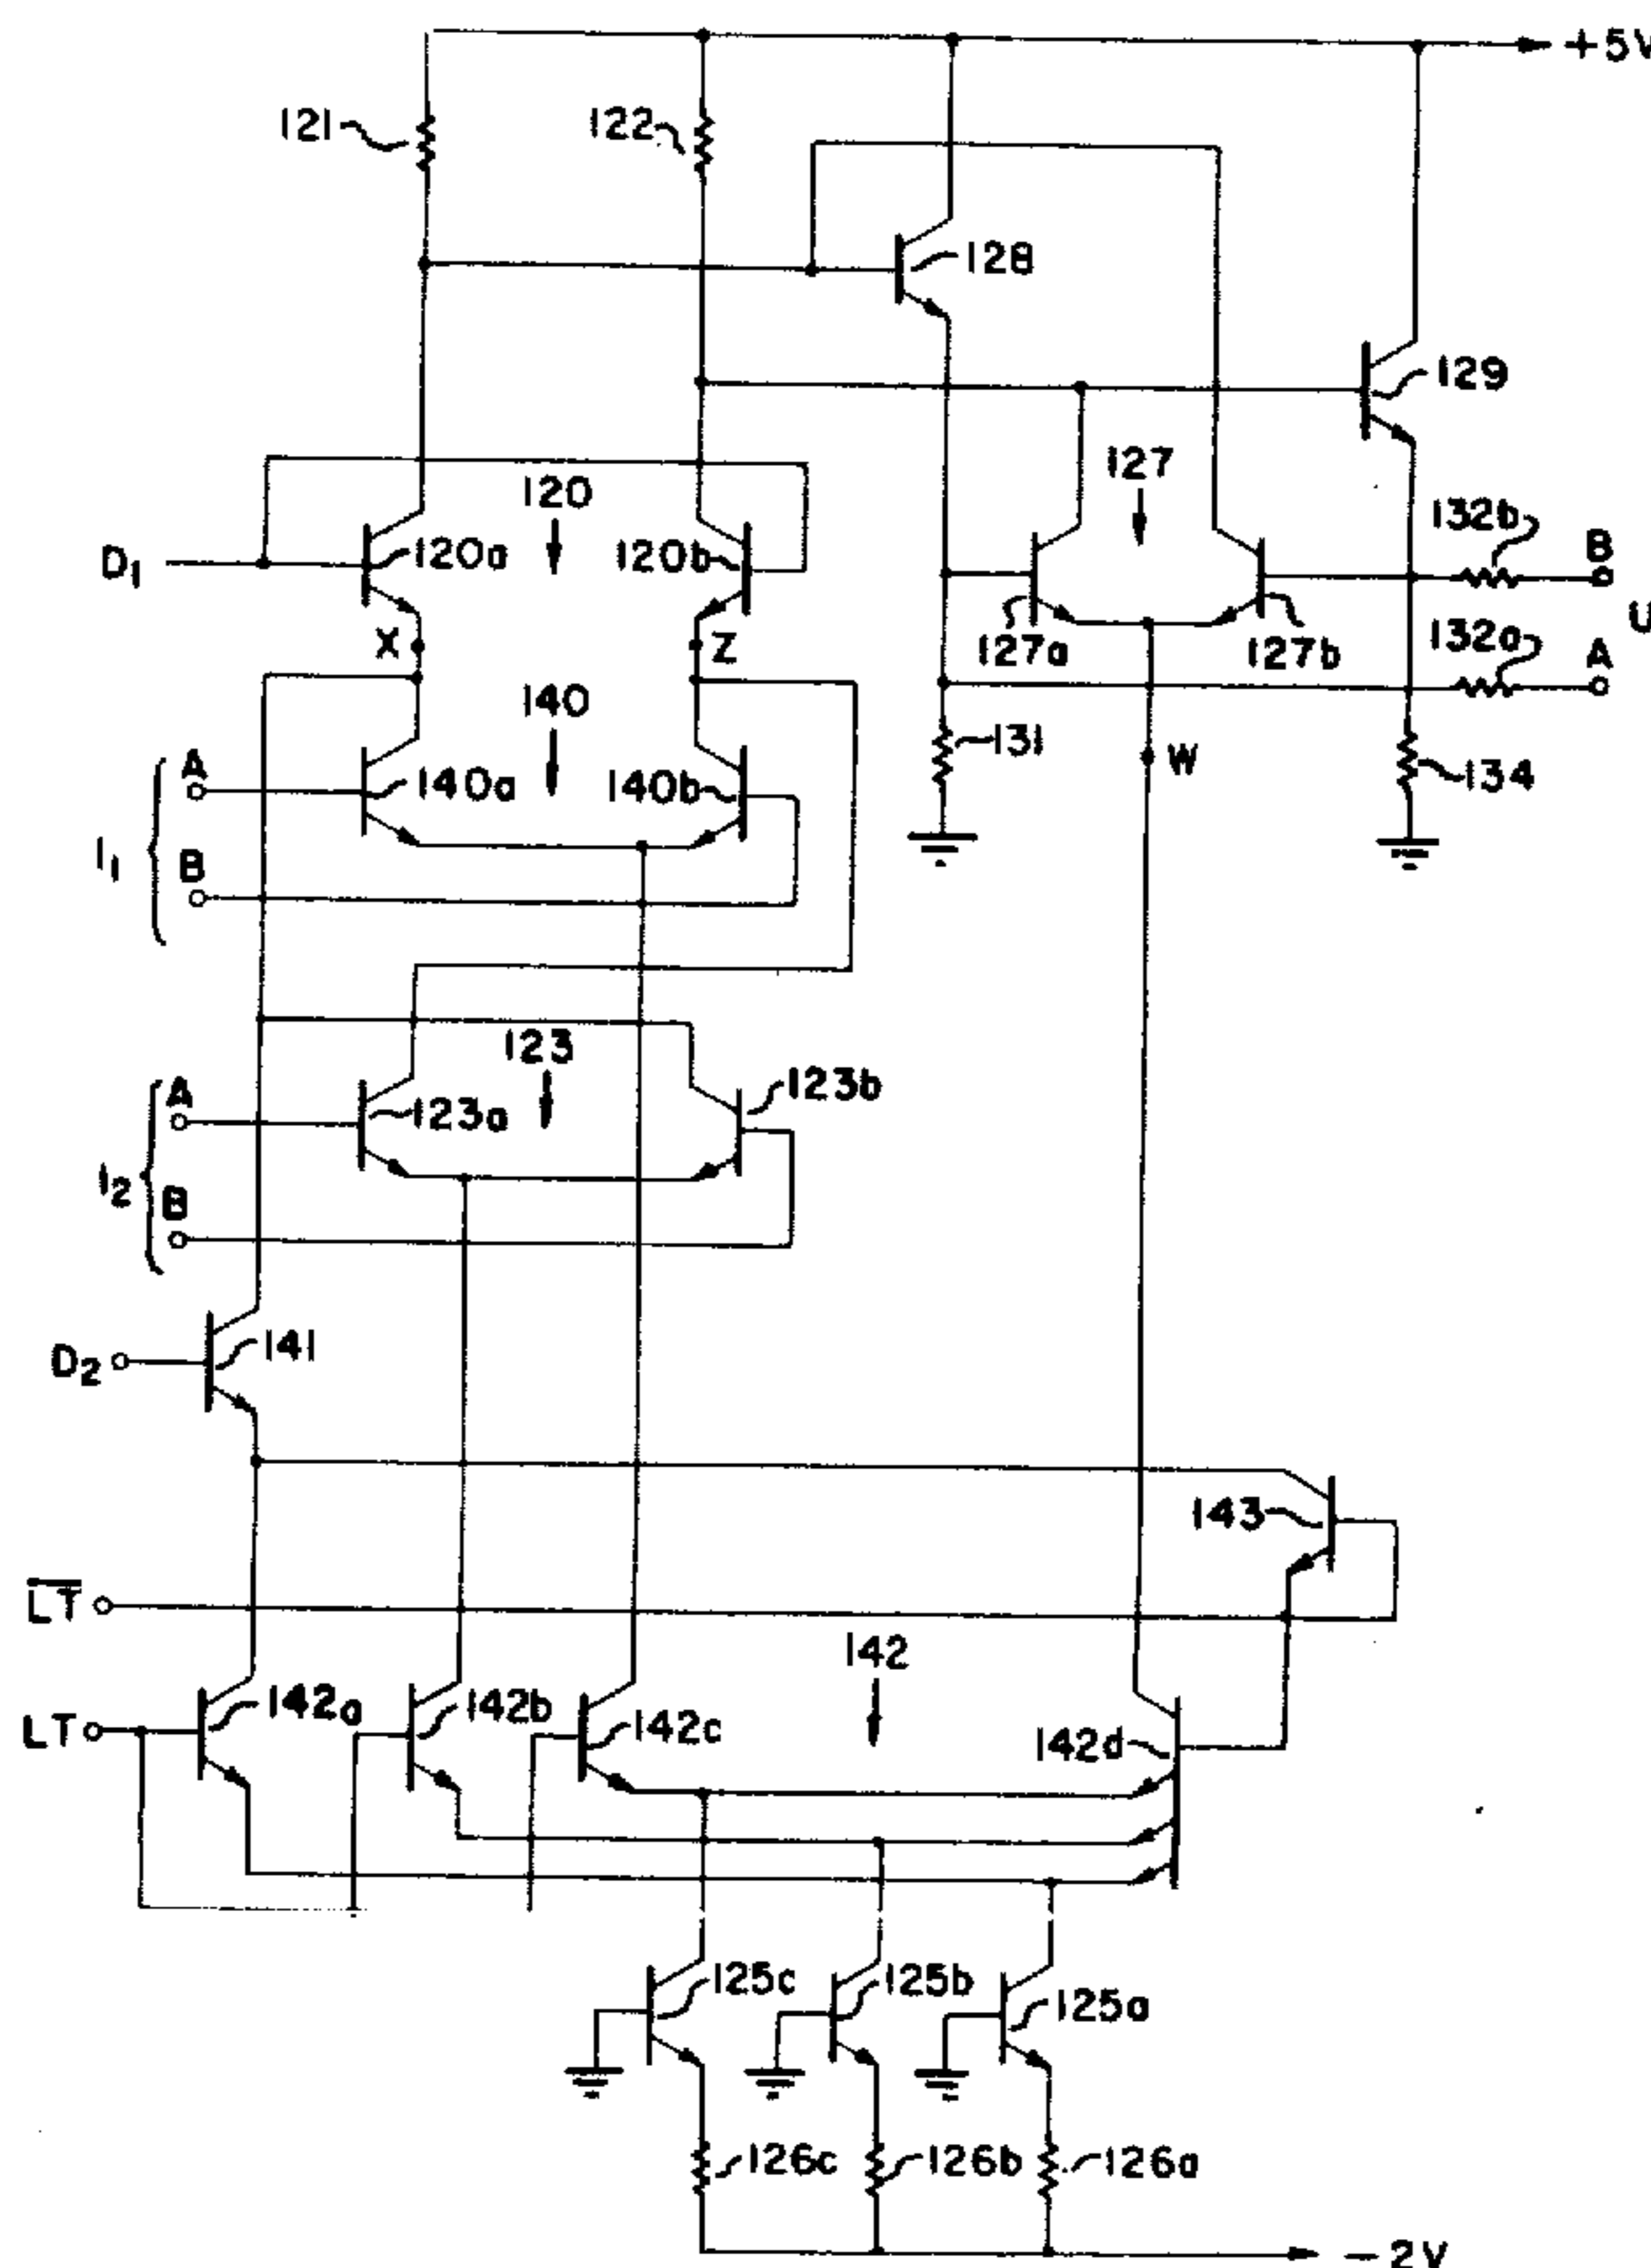 +5V
121
122
128
129
127
120
132b
B
D1
120a
120b
U
132a
A
X
Z
127a
127b
140
131
W
134
A
140a
140b
I1
B
123
123b
A
123a
I2
B
141
D2
143
LT
142
142a
142b
142c
142d
LT
125c
125b
125a
126c
126b
126a
-2V